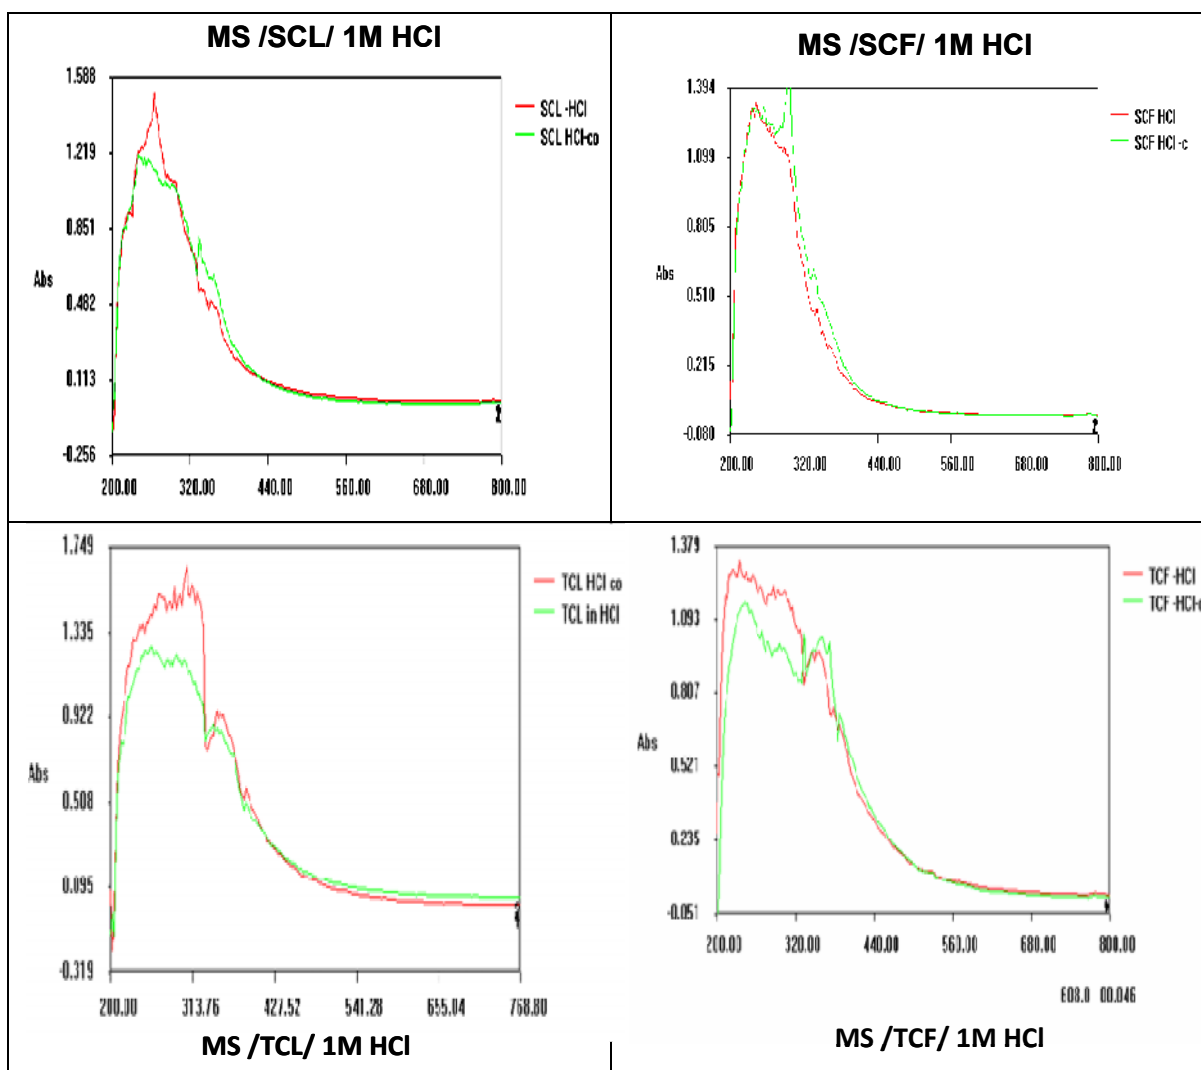 MS /SCL/ 1M HCl
1.588
1.219
0.851
Abs
0.482
0.113
-0.256
200.00 320.00 440.00 560.00 680.00 800.00
SCL -HCl
SCL HCl-co
2
MS /SCF/ 1M HCl
1.394
1.099
0.805
Abs
0.510
0.215
-0.080
200.00 320.00 440.00 560.00 680.00 800.00
SCF HCl
SCF HCl -c
2
1.749
1.335
0.922
Abs
0.508
0.095
-0.319
200.00 313.76 427.52 541.28 655.04 768.80
TCL HCl co
TCL in HCl
MS /TCL/ 1M HCl
1.379
1.093
0.807
Abs
0.521
0.235
-0.051
200.00 320.00 440.00 560.00 680.00 800.00
TCF -HCl
TCF -HCl-c
00.046
MS /TCF/ 1M HCl